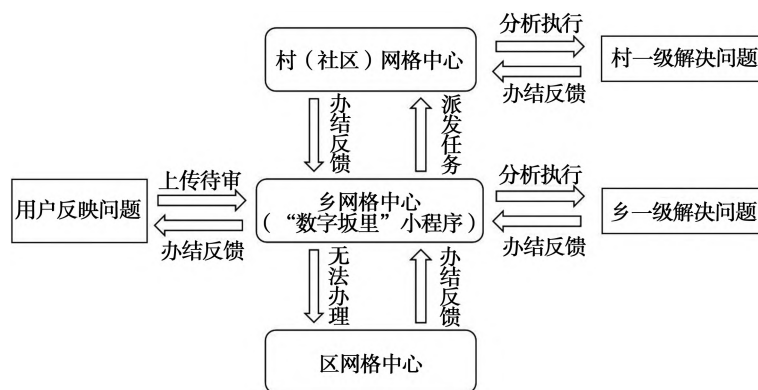 村（社区）网格中心
分析执行
办结反馈
村一级解决问题
办结反馈
派发任务
用户反映问题
上传待审
办结反馈
乡网格中心
（“数字坂里”小程序）
分析执行
办结反馈
乡一级解决问题
无法办理
办结反馈
区网格中心